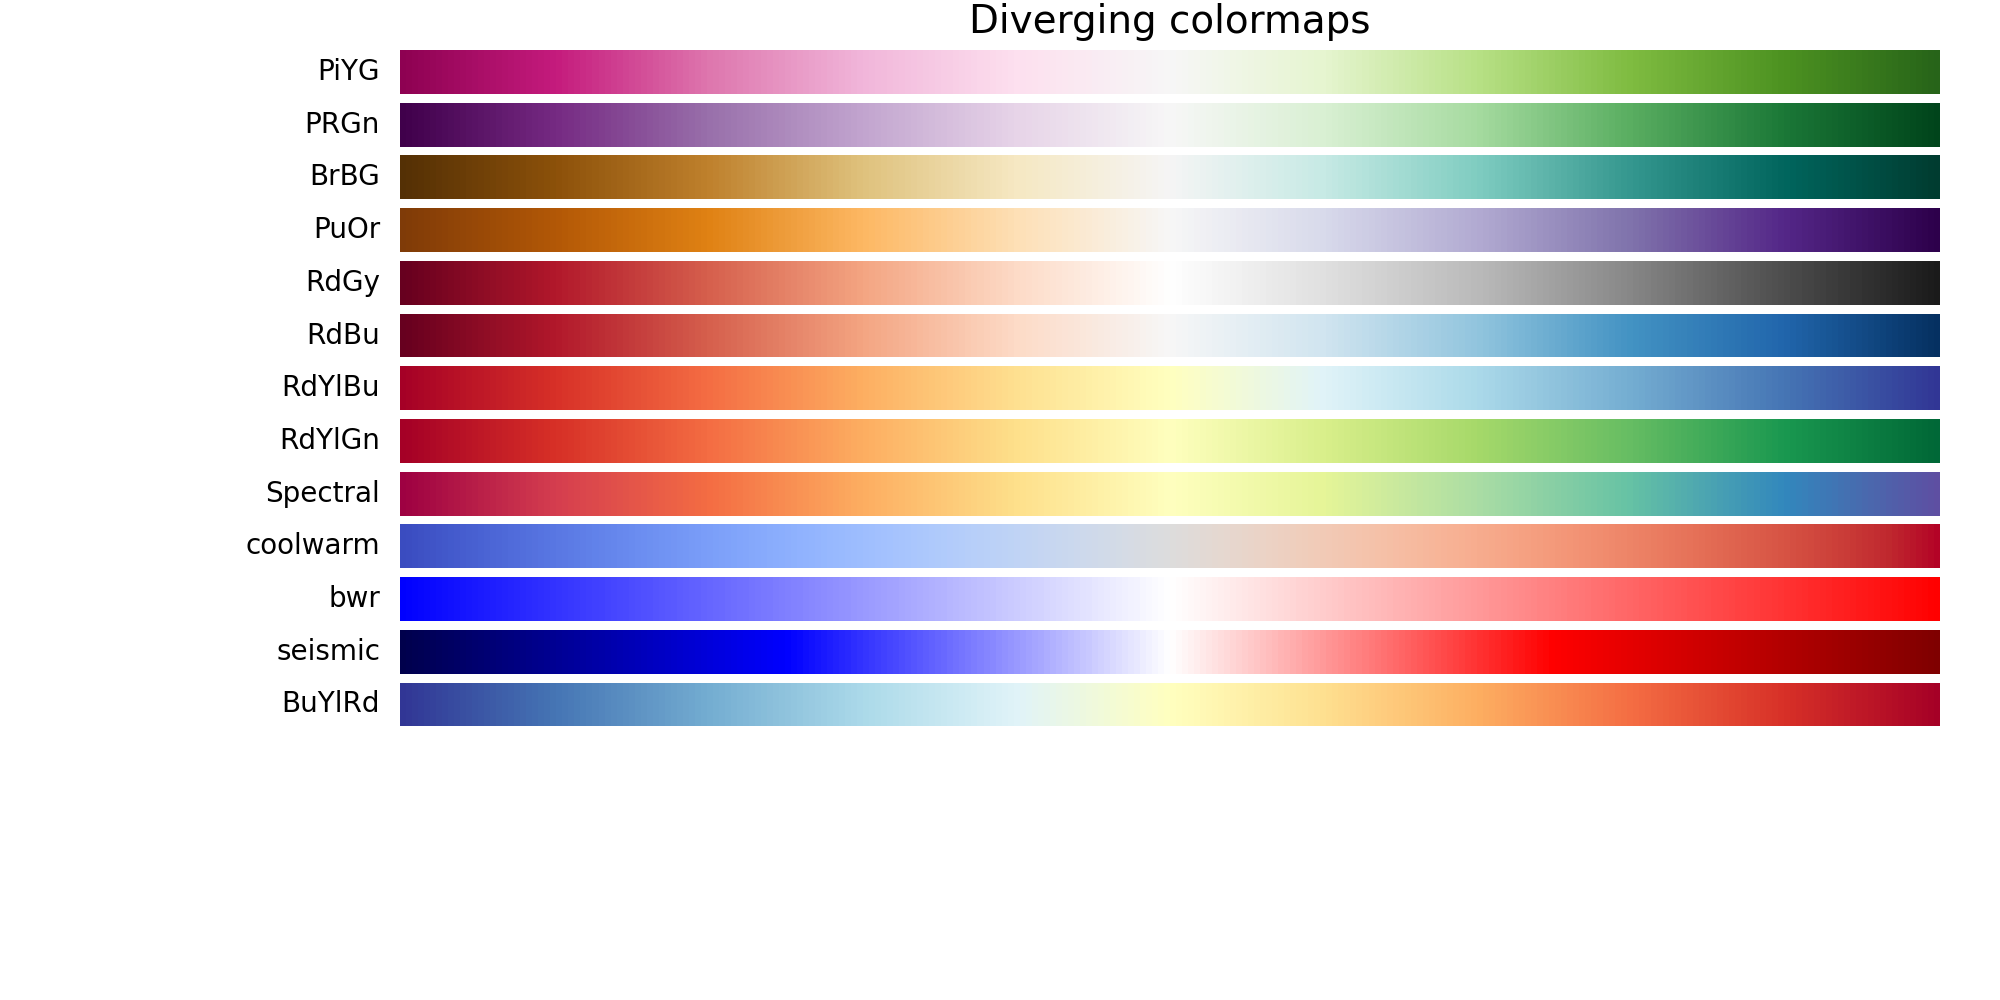 Diverging colormaps
PiYG
PRGn
BrBG
PuOr
RdGy
RdBu
RdYlBu
RdYlGn
Spectral
coolwarm
bwr
seismic
BuYlRd